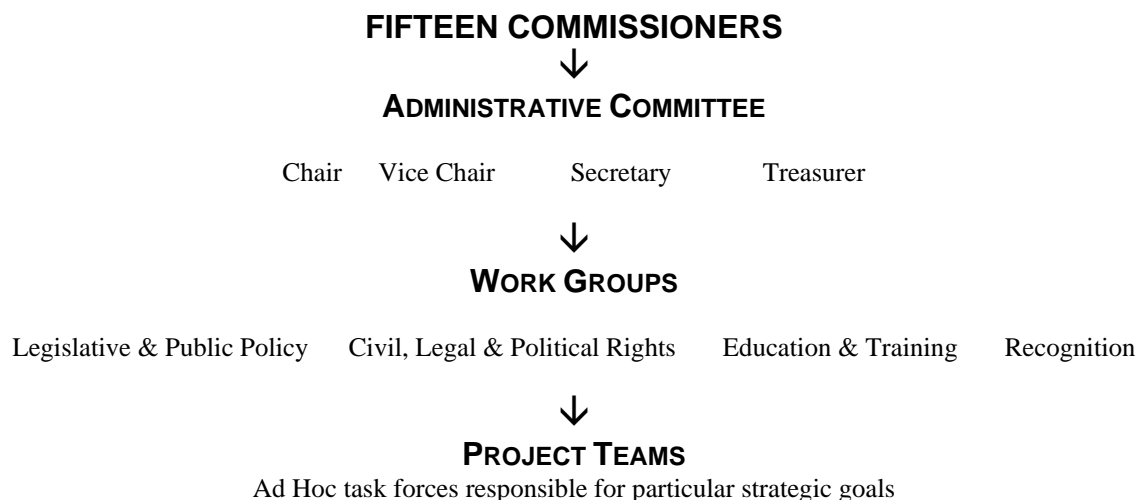 FIFTEEN COMMISSIONERS
↓
ADMINISTRATIVE COMMITTEE
Chair Vice Chair Secretary Treasurer
↓
WORK GROUPS
Legislative & Public Policy Civil, Legal & Political Rights Education & Training Recognition
↓
PROJECT TEAMS
Ad Hoc task forces responsible for particular strategic goals